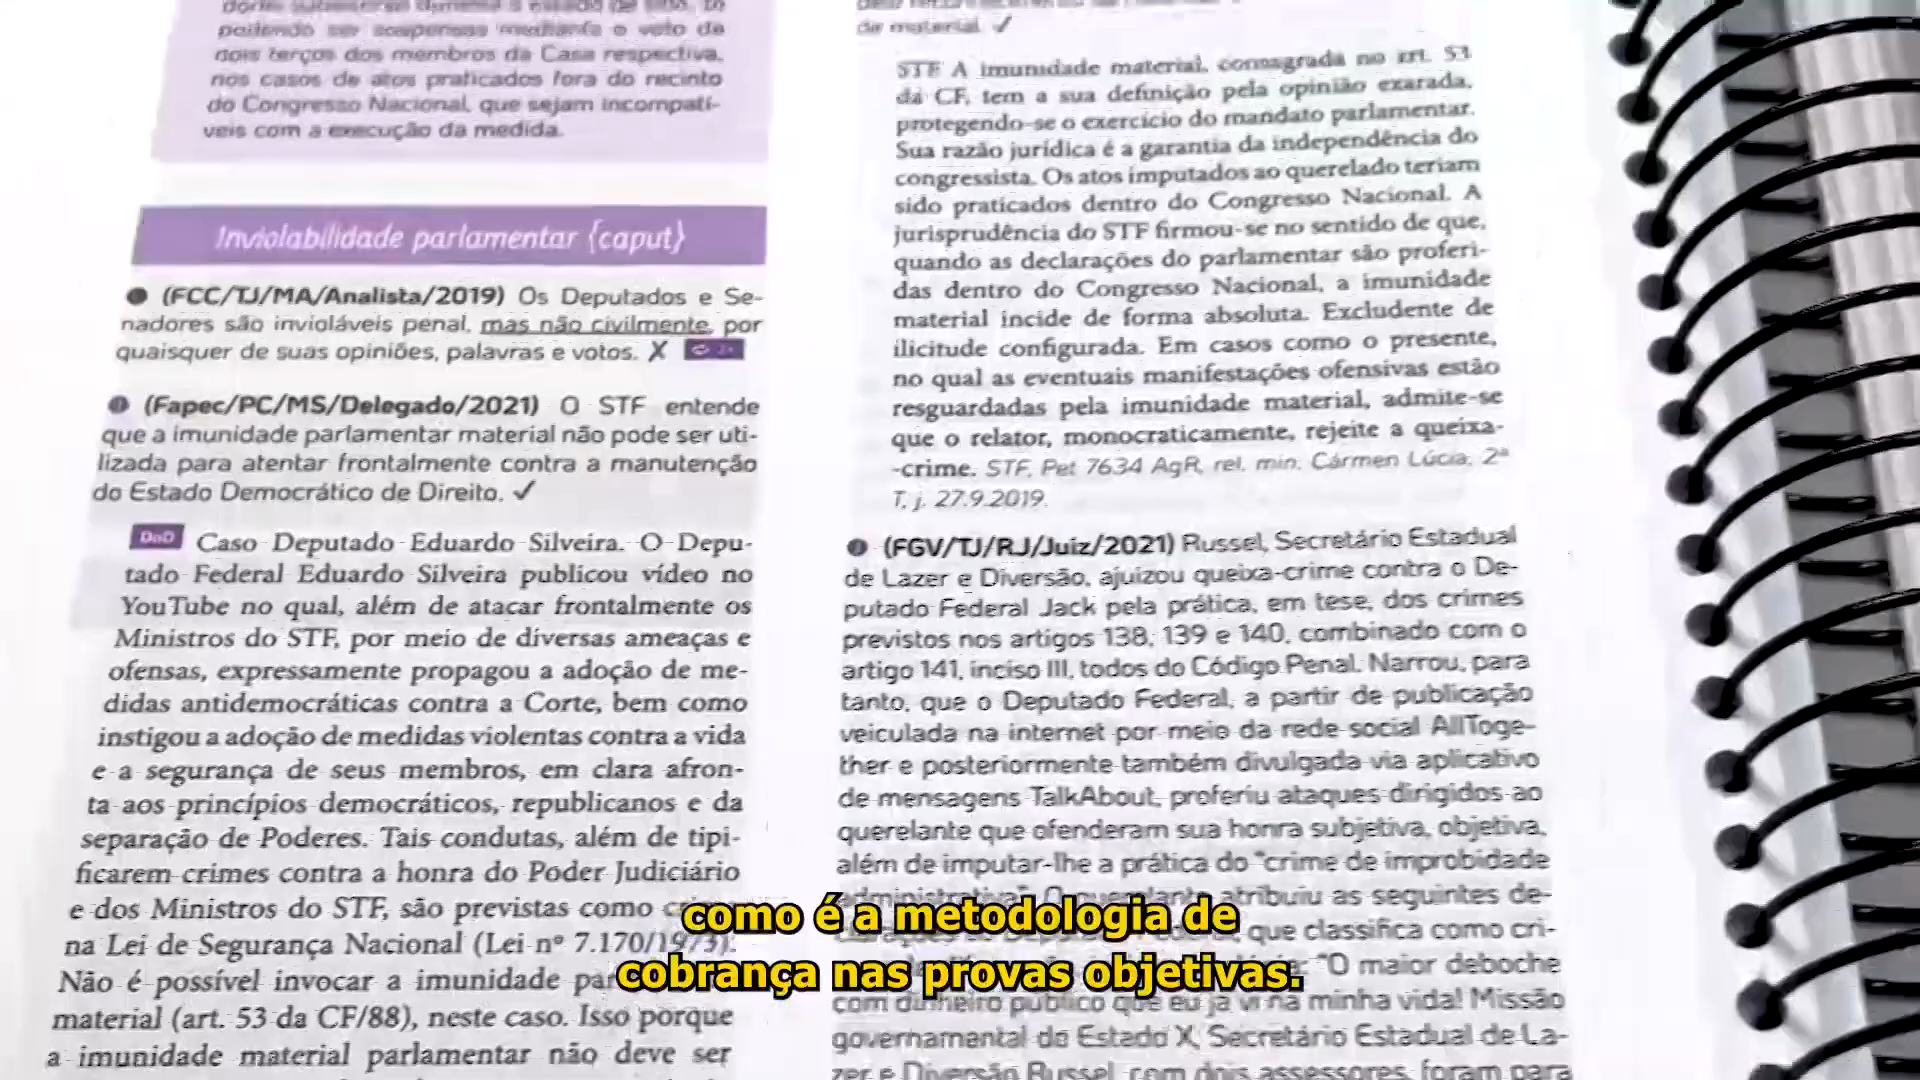 podendo ser suspensas mediante o voto de
dois terços dos membros da Casa respectiva,
nos casos de atos praticados fora do recinto
do Congresso Nacional, que sejam incompatí-
veis com a execução da medida.
Inviolabilidade parlamentar {caput}
(FCC/TJ/MA/Analista/2019) Os Deputados e Se-
nadores são invioláveis penal, mas não civilmente, por
quaisquer de suas opiniões, palavras e votos. ✗
(Fapec/PC/MS/Delegado/2021) O STF entende
que a imunidade parlamentar material não pode ser uti-
lizada para atentar frontalmente contra a manutenção
do Estado Democrático de Direito. ✓
DoD Caso Deputado Eduardo Silveira. O Depu-
tado Federal Eduardo Silveira publicou vídeo no
YouTube no qual, além de atacar frontalmente os
Ministros do STF, por meio de diversas ameaças e
ofensas, expressamente propagou a adoção de me-
didas antidemocráticas contra a Corte, bem como
instigou a adoção de medidas violentas contra a vida
e a segurança de seus membros, em clara afron-
ta aos princípios democráticos, republicanos e da
separação de Poderes. Tais condutas, além de tipi-
ficarem crimes contra a honra do Poder Judiciário
e dos Ministros do STF, são previstas como
na Lei de Segurança Nacional (Lei nº 7.170/1973).
Não é possível invocar a imunidade
material (art. 53 da CF/88), neste caso. Isso porque
a imunidade material parlamentar não deve ser
de material. ✓
STF A imunidade material, consagrada no art. 53
da CF, tem a sua definição pela opinião exarada,
protegendo-se o exercício do mandato parlamentar.
Sua razão jurídica é a garantia da independência do
congressista. Os atos imputados ao querelado teriam
sido praticados dentro do Congresso Nacional. A
jurisprudência do STF firmou-se no sentido de que,
quando as declarações do parlamentar são proferi-
das dentro do Congresso Nacional, a imunidade
material incide de forma absoluta. Excludente de
ilicitude configurada. Em casos como o presente,
no qual as eventuais manifestações ofensivas estão
resguardadas pela imunidade material, admite-se
que o relator, monocraticamente, rejeite a queixa-
-crime. STF, Pet 7634 AgR, rel. min. Cármen Lúcia, 2ª
T, j. 27.9.2019.
(FGV/TJ/RJ/Juiz/2021) Russel, Secretário Estadual
de Lazer e Diversão, ajuizou queixa-crime contra o De-
putado Federal Jack pela prática, em tese, dos crimes
previstos nos artigos 138, 139 e 140, combinado com o
artigo 141, inciso III, todos do Código Penal. Narrou, para
tanto, que o Deputado Federal, a partir de publicação
veiculada na internet por meio da rede social AllToge-
ther e posteriormente também divulgada via aplicativo
de mensagens TalkAbout, proferiu ataques dirigidos ao
querelante que ofenderam sua honra subjetiva, objetiva,
além de imputar-lhe a prática do "crime de improbidade
administrativa". O querelante atribuiu as seguintes de-
que classifica como cri-
"O maior deboche
com dinheiro público que eu já vi na minha vida! Missão
governamental do Estado X, Secretário Estadual de La-
zer e Diversão Russel, com dois assessores, foram para
como é a metodologia de
cobrança nas provas objetivas.